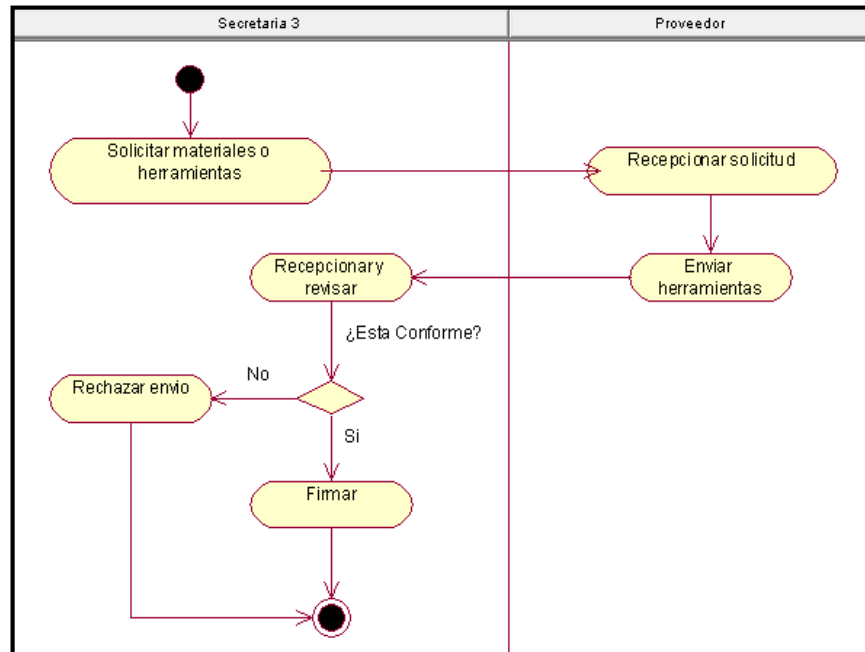 Secretaria 3
Proveedor
Solicitar materiales o
herramientas
Recepcionar solicitud
Recepcionar y
revisar
Enviar
herramientas
¿Esta Conforme?
No
Rechazar envio
Si
Firmar